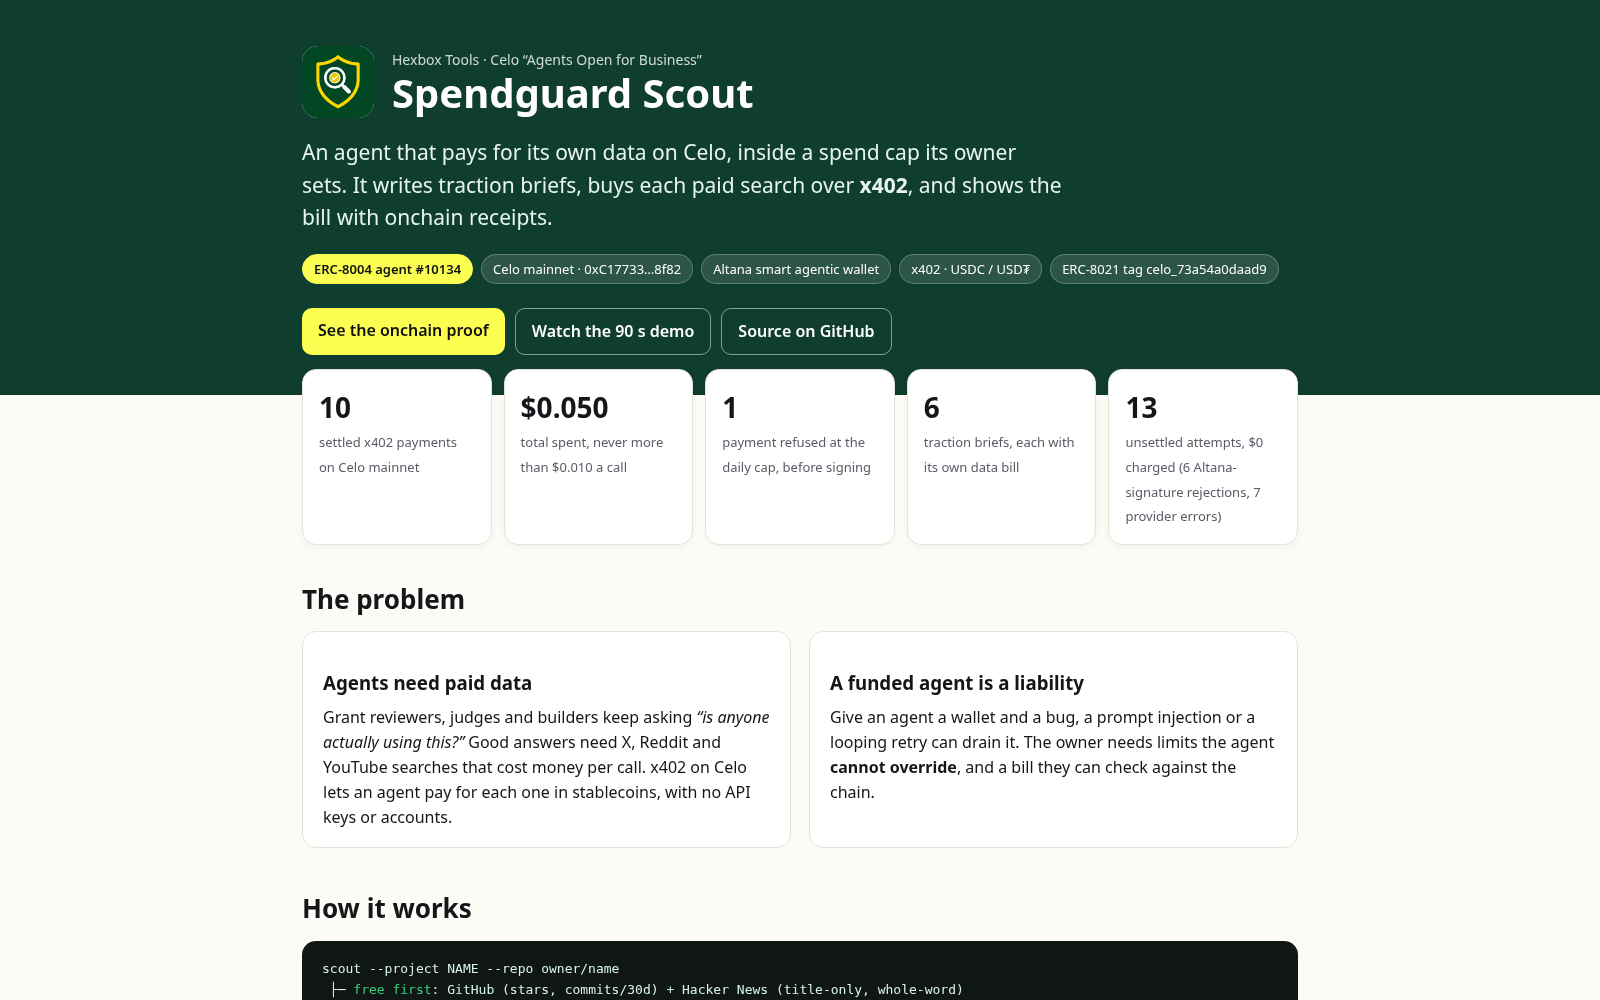 Hexbox Tools · Celo “Agents Open for Business”
Spendguard Scout
An agent that pays for its own data on Celo, inside a spend cap its owner
sets. It writes traction briefs, buys each paid search over x402, and shows the
bill with onchain receipts.
ERC-8004 agent #10134
Celo mainnet · 0xC17733…8f82
Altana smart agentic wallet
x402 · USDC / USD₮
ERC-8021 tag celo_73a54a0daad9
See the onchain proof
Watch the 90 s demo
Source on GitHub
10
settled x402 payments
on Celo mainnet
$0.050
total spent, never more
than $0.010 a call
1
payment refused at the
daily cap, before signing
6
traction briefs, each with
its own data bill
13
unsettled attempts, $0
charged (6 Altana-
signature rejections, 7
provider errors)
The problem
Agents need paid data
Grant reviewers, judges and builders keep asking “is anyone
actually using this?” Good answers need X, Reddit and
YouTube searches that cost money per call. x402 on Celo
lets an agent pay for each one in stablecoins, with no API
keys or accounts.
A funded agent is a liability
Give an agent a wallet and a bug, a prompt injection or a
looping retry can drain it. The owner needs limits the agent
cannot override, and a bill they can check against the
chain.
How it works
scout --project NAME --repo owner/name
├─ free first: GitHub (stars, commits/30d) + Hacker News (title-only, whole-word)